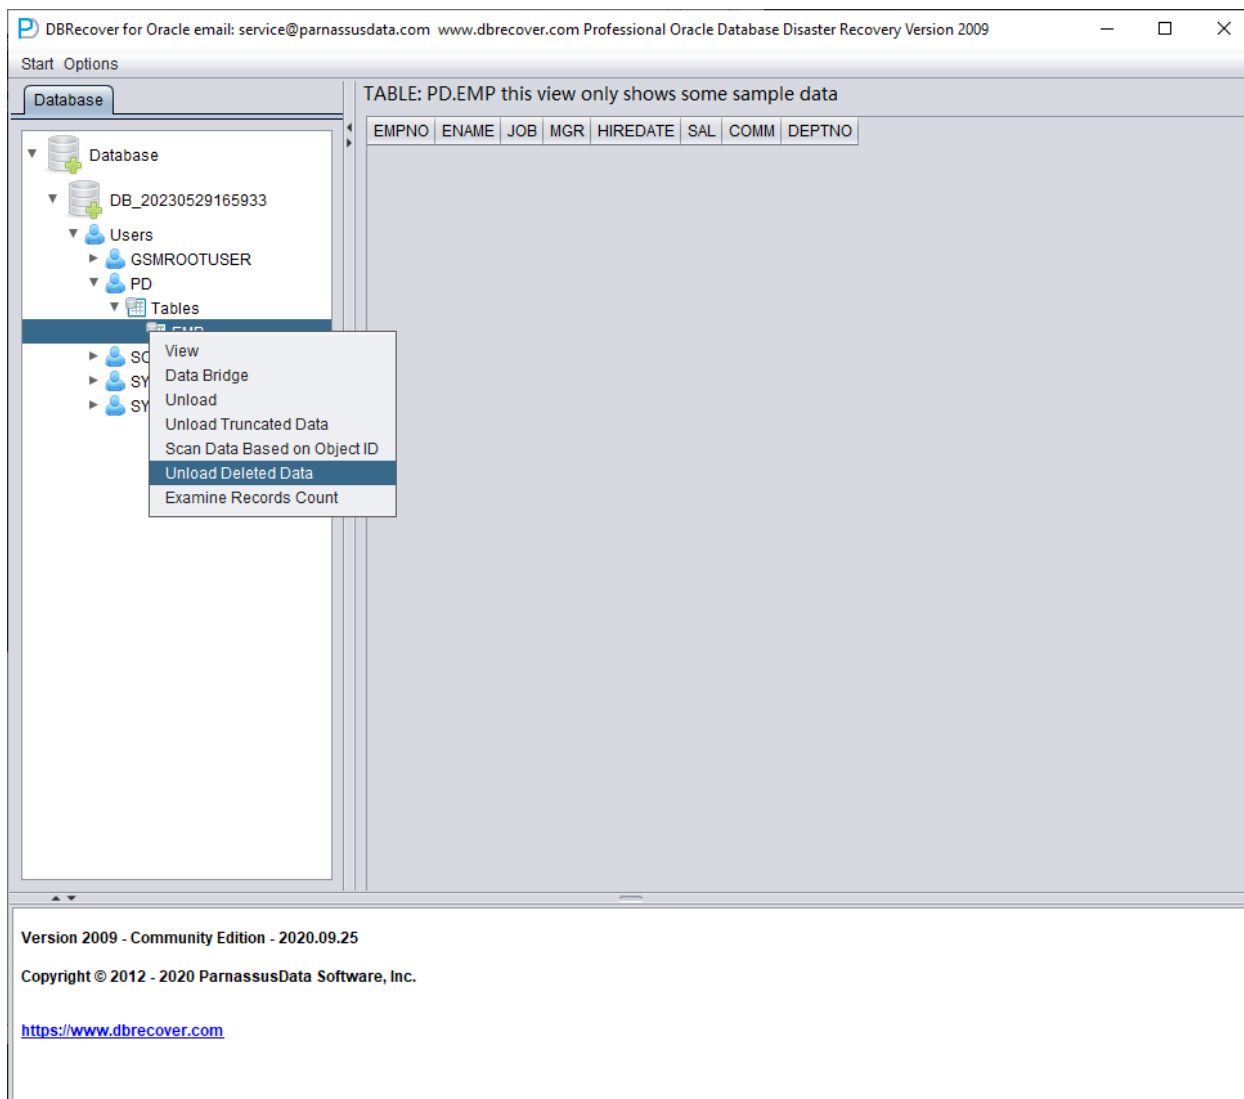 DBRecover for Oracle email: service@parnassusdata.com www.dbrecover.com Professional Oracle Database Disaster Recovery Version 2009
Start Options
Database
TABLE: PD.EMP this view only shows some sample data
EMPNO ENAME JOB MGR HIREDATE SAL COMM DEPTNO
Database
DB_20230529165933
Users
GSMROOTUSER
PD
Tables
EMP
SC
SY
SY
View
Data Bridge
Unload
Unload Truncated Data
Scan Data Based on Object ID
Unload Deleted Data
Examine Records Count
Version 2009 - Community Edition - 2020.09.25
Copyright © 2012 - 2020 ParnassusData Software, Inc.
https://www.dbrecover.com